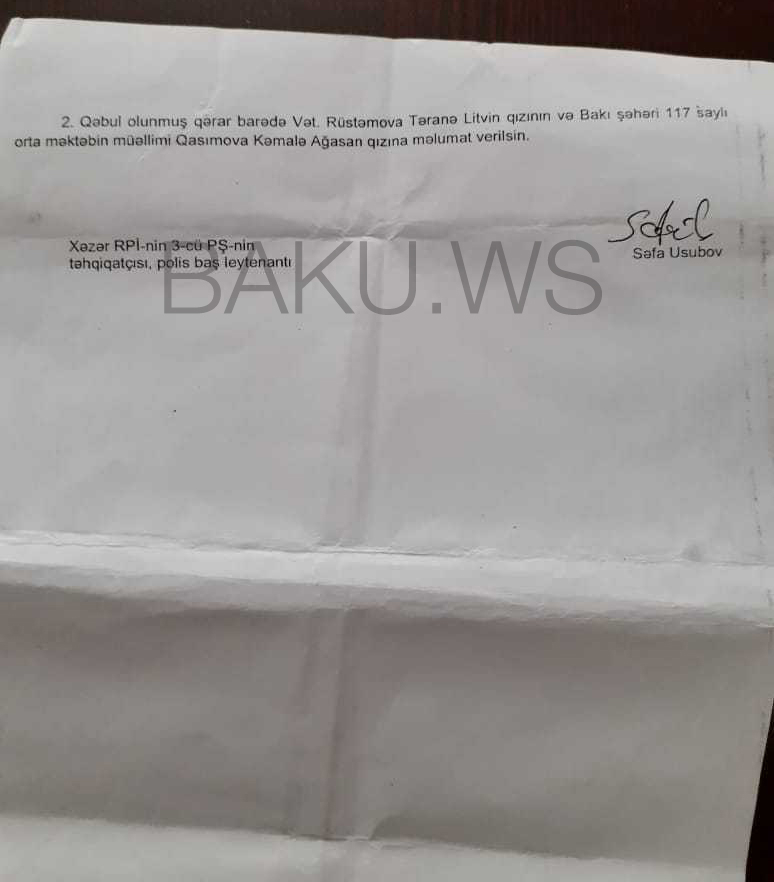 2. Qəbul olunmuş qərar barədə Vət. Rüstəmova Təranə Litvin qızının və Bakı şəhəri 117 saylı
orta məktəbin müəllimi Qasımova Kəmalə Ağasan qızına məlumat verilsin.
Xəzər RPİ-nin 3-cü PŞ-nin
təhqiqatçısı, polis baş leytenantı
Səfa Usubov
BAKU.WS